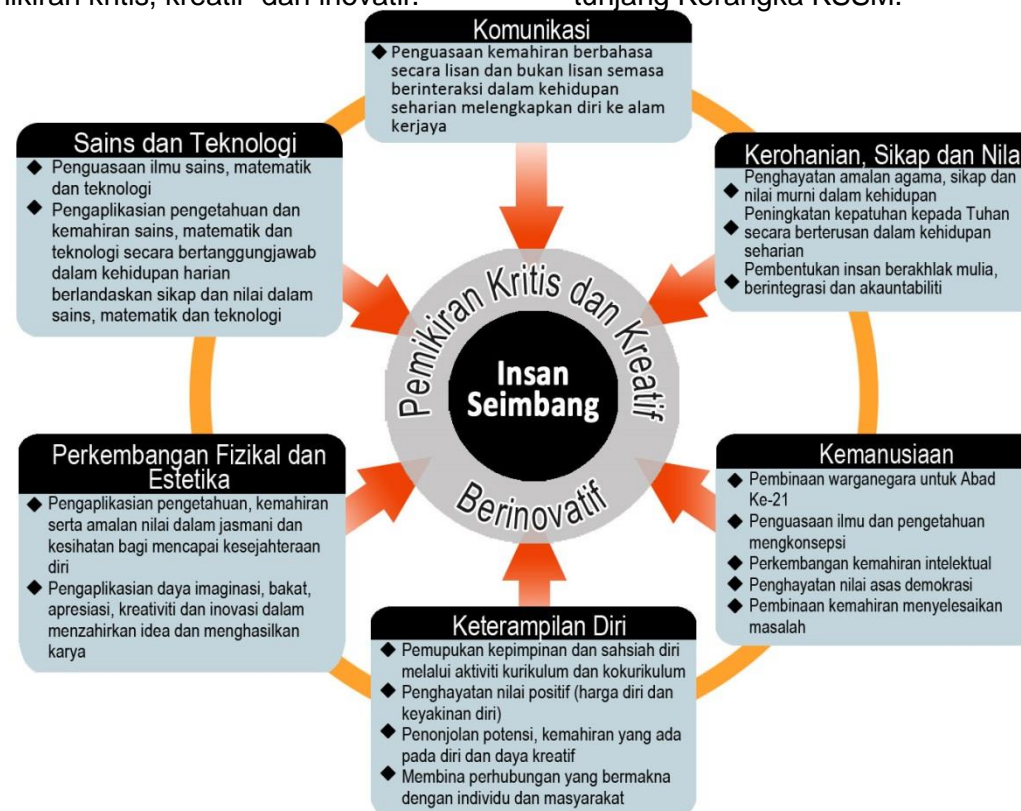 kiran kritis, kreatif dan inovatif.
tunjang Kerangka KSSM.
Komunikasi
◆ Penguasaan kemahiran berbahasa
secara lisan dan bukan lisan semasa
berinteraksi dalam kehidupan
seharian melengkapkan diri ke alam
kerjaya
Sains dan Teknologi
◆ Penguasaan ilmu sains, matematik
dan teknologi
◆ Pengaplikasian pengetahuan dan
kemahiran sains, matematik dan
teknologi secara bertanggungjawab
dalam kehidupan harian
berlandaskan sikap dan nilai dalam
sains, matematik dan teknologi
Kerohanian, Sikap dan Nila
Penghayatan amalan agama, sikap dan
◆ nilai murni dalam kehidupan
Peningkatan kepatuhan kepada Tuhan
◆ secara berterusan dalam kehidupan
seharian
Pembentukan insan berakhlak mulia,
◆ berintegrasi dan akauntabiliti
Pemikiran Kritis dan Kreatif
Insan
Seimbang
Berinovatif
Perkembangan Fizikal dan
Estetika
◆ Pengaplikasian pengetahuan, kemahiran
serta amalan nilai dalam jasmani dan
kesihatan bagi mencapai kesejahteraan
diri
◆ Pengaplikasian daya imaginasi, bakat,
apresiasi, kreativiti dan inovasi dalam
menzahirkan idea dan menghasilkan
karya
Kemanusiaan
◆ Pembinaan warganegara untuk Abad
Ke-21
◆ Penguasaan ilmu dan pengetahuan
mengkonsepsi
◆ Perkembangan kemahiran intelektual
◆ Penghayatan nilai asas demokrasi
◆ Pembinaan kemahiran menyelesaikan
masalah
Keterampilan Diri
◆ Pemupukan kepimpinan dan sahsiah diri
melalui aktiviti kurikulum dan kokurikulum
◆ Penghayatan nilai positif (harga diri dan
keyakinan diri)
◆ Penonjolan potensi, kemahiran yang ada
pada diri dan daya kreatif
◆ Membina perhubungan yang bermakna
dengan individu dan masyarakat